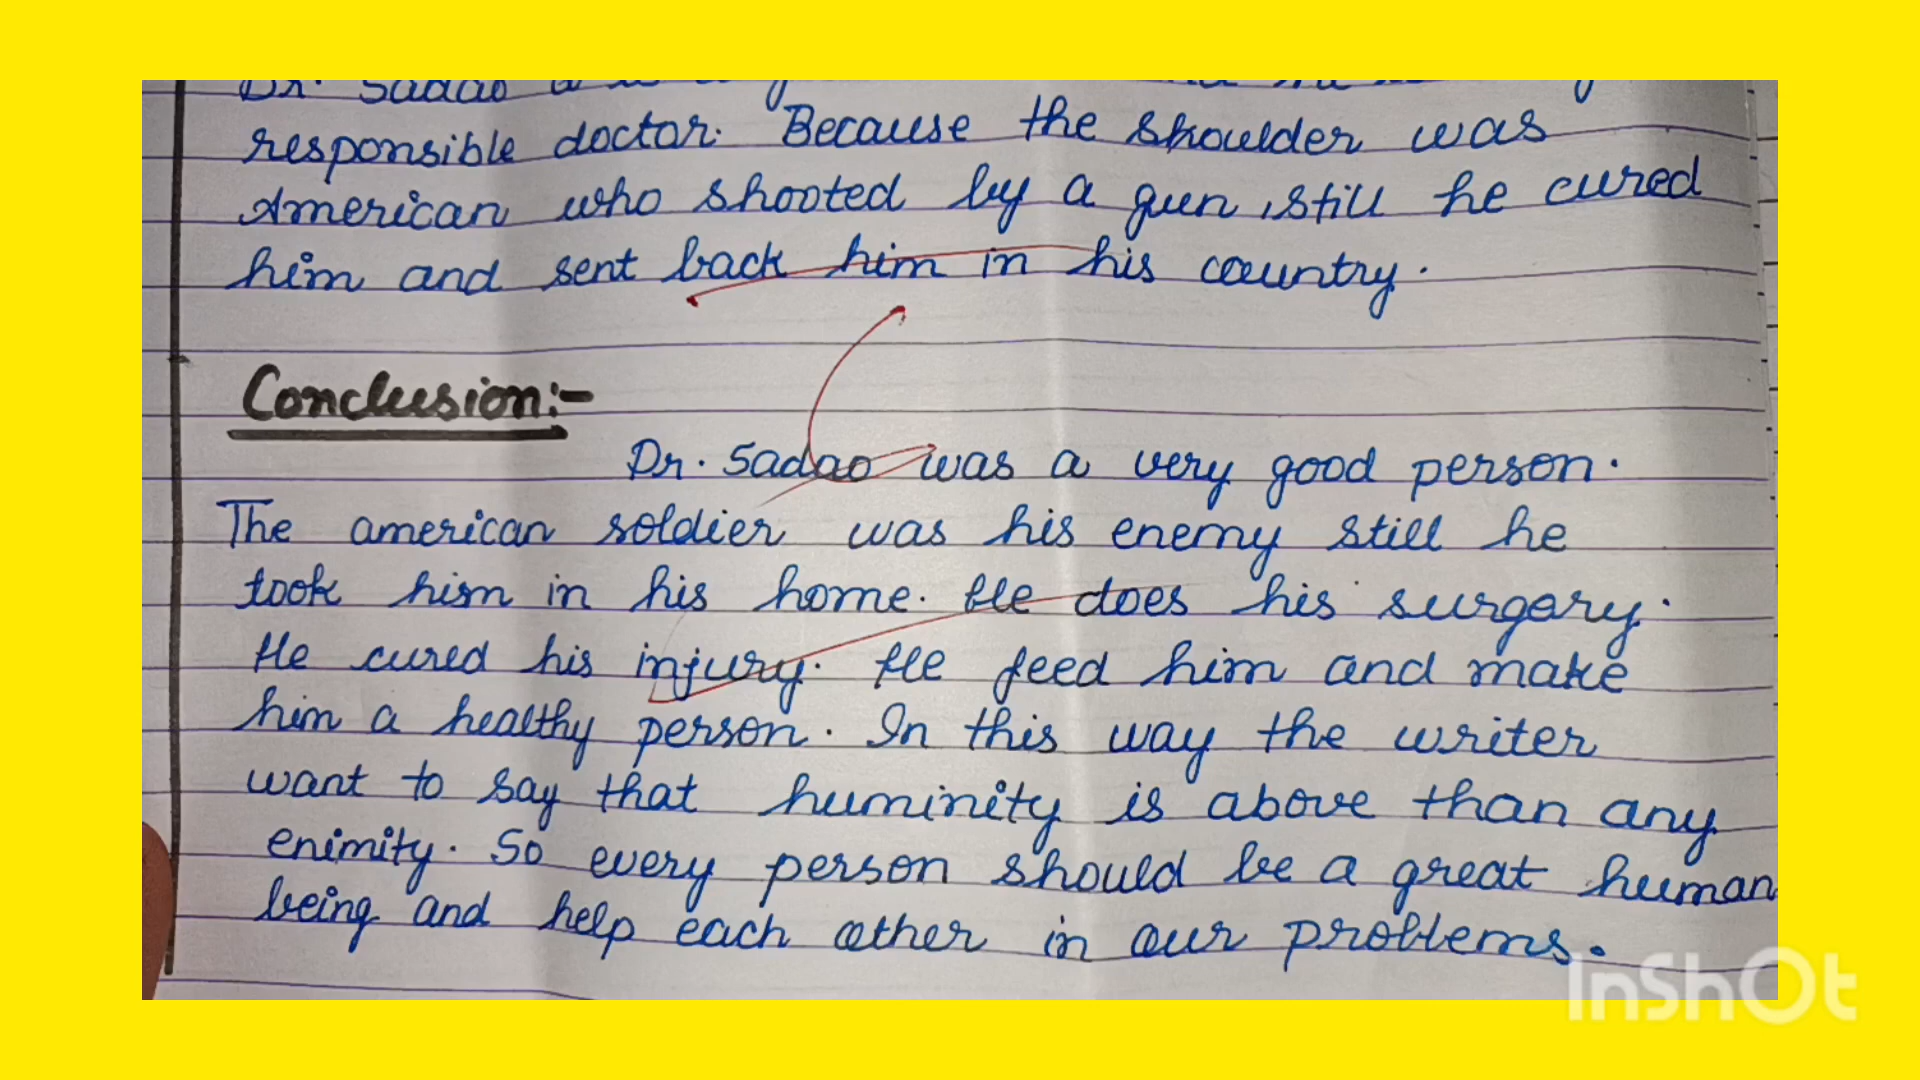 Dr. Sadao
responsible doctor. Because the shoulder was
American who shooted by a gun, still he cured
him and sent back him in his country.
Conclusion:-
Dr. Sadao was a very good person.
The american soldier was his enemy still he
took him in his home. He does his surgery.
He cured his injury. He feed him and make
him a healthy person. In this way the writer
want to say that huminity is above than any
enimity. So every person should be a great human
being and help each other in our problems.
InShOt